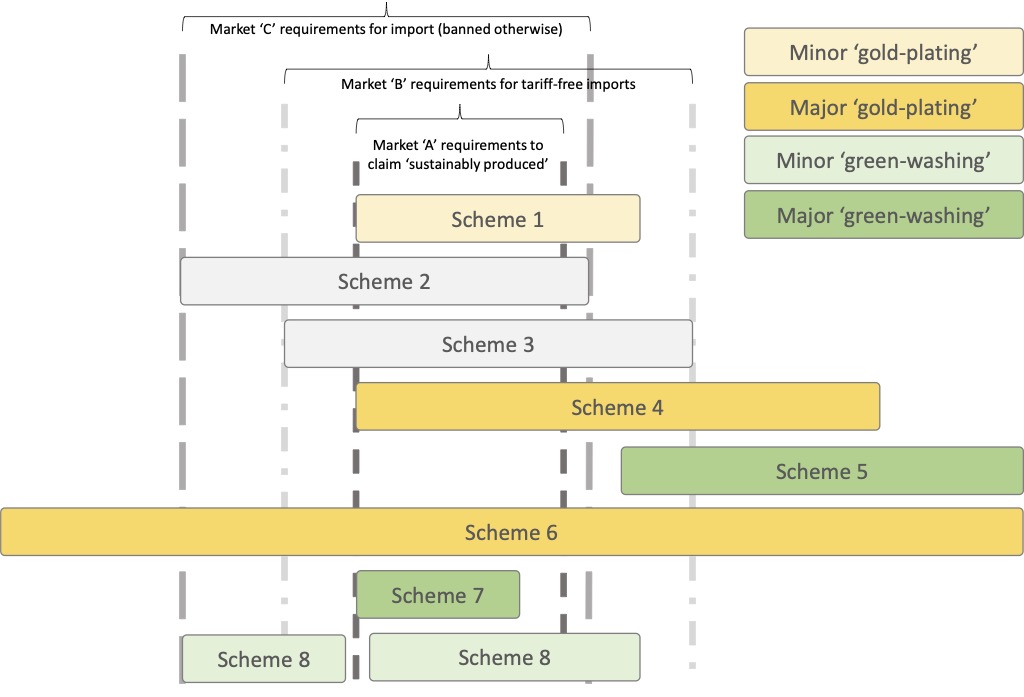 Market ‘C’ requirements for import (banned otherwise)
Minor ‘gold-plating’
Market ‘B’ requirements for tariff-free imports
Major ‘gold-plating’
Market ‘A’ requirements to
claim ‘sustainably produced’
Minor ‘green-washing’
Major ‘green-washing’
Scheme 1
Scheme 2
Scheme 3
Scheme 4
Scheme 5
Scheme 6
Scheme 7
Scheme 8
Scheme 8